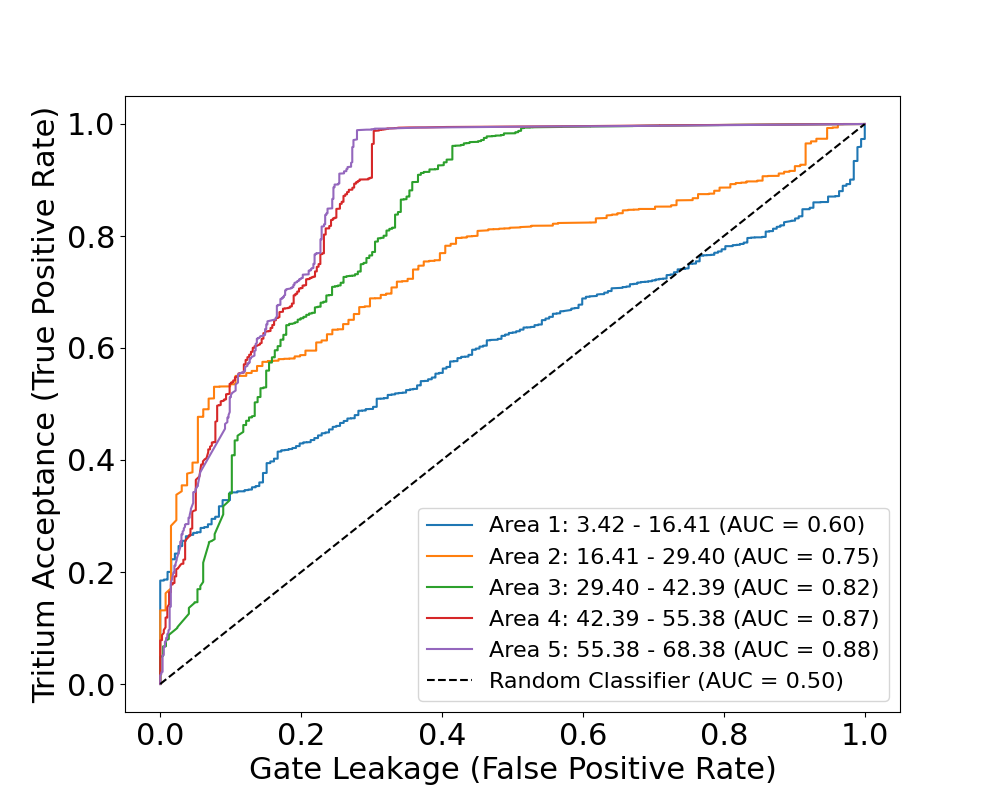 Tritium Acceptance (True Positive Rate)
1.0
0.8
0.6
0.4
0.2
0.0
0.0 0.2 0.4 0.6 0.8 1.0
Gate Leakage (False Positive Rate)
Area 1: 3.42 - 16.41 (AUC = 0.60)
Area 2: 16.41 - 29.40 (AUC = 0.75)
Area 3: 29.40 - 42.39 (AUC = 0.82)
Area 4: 42.39 - 55.38 (AUC = 0.87)
Area 5: 55.38 - 68.38 (AUC = 0.88)
Random Classifier (AUC = 0.50)